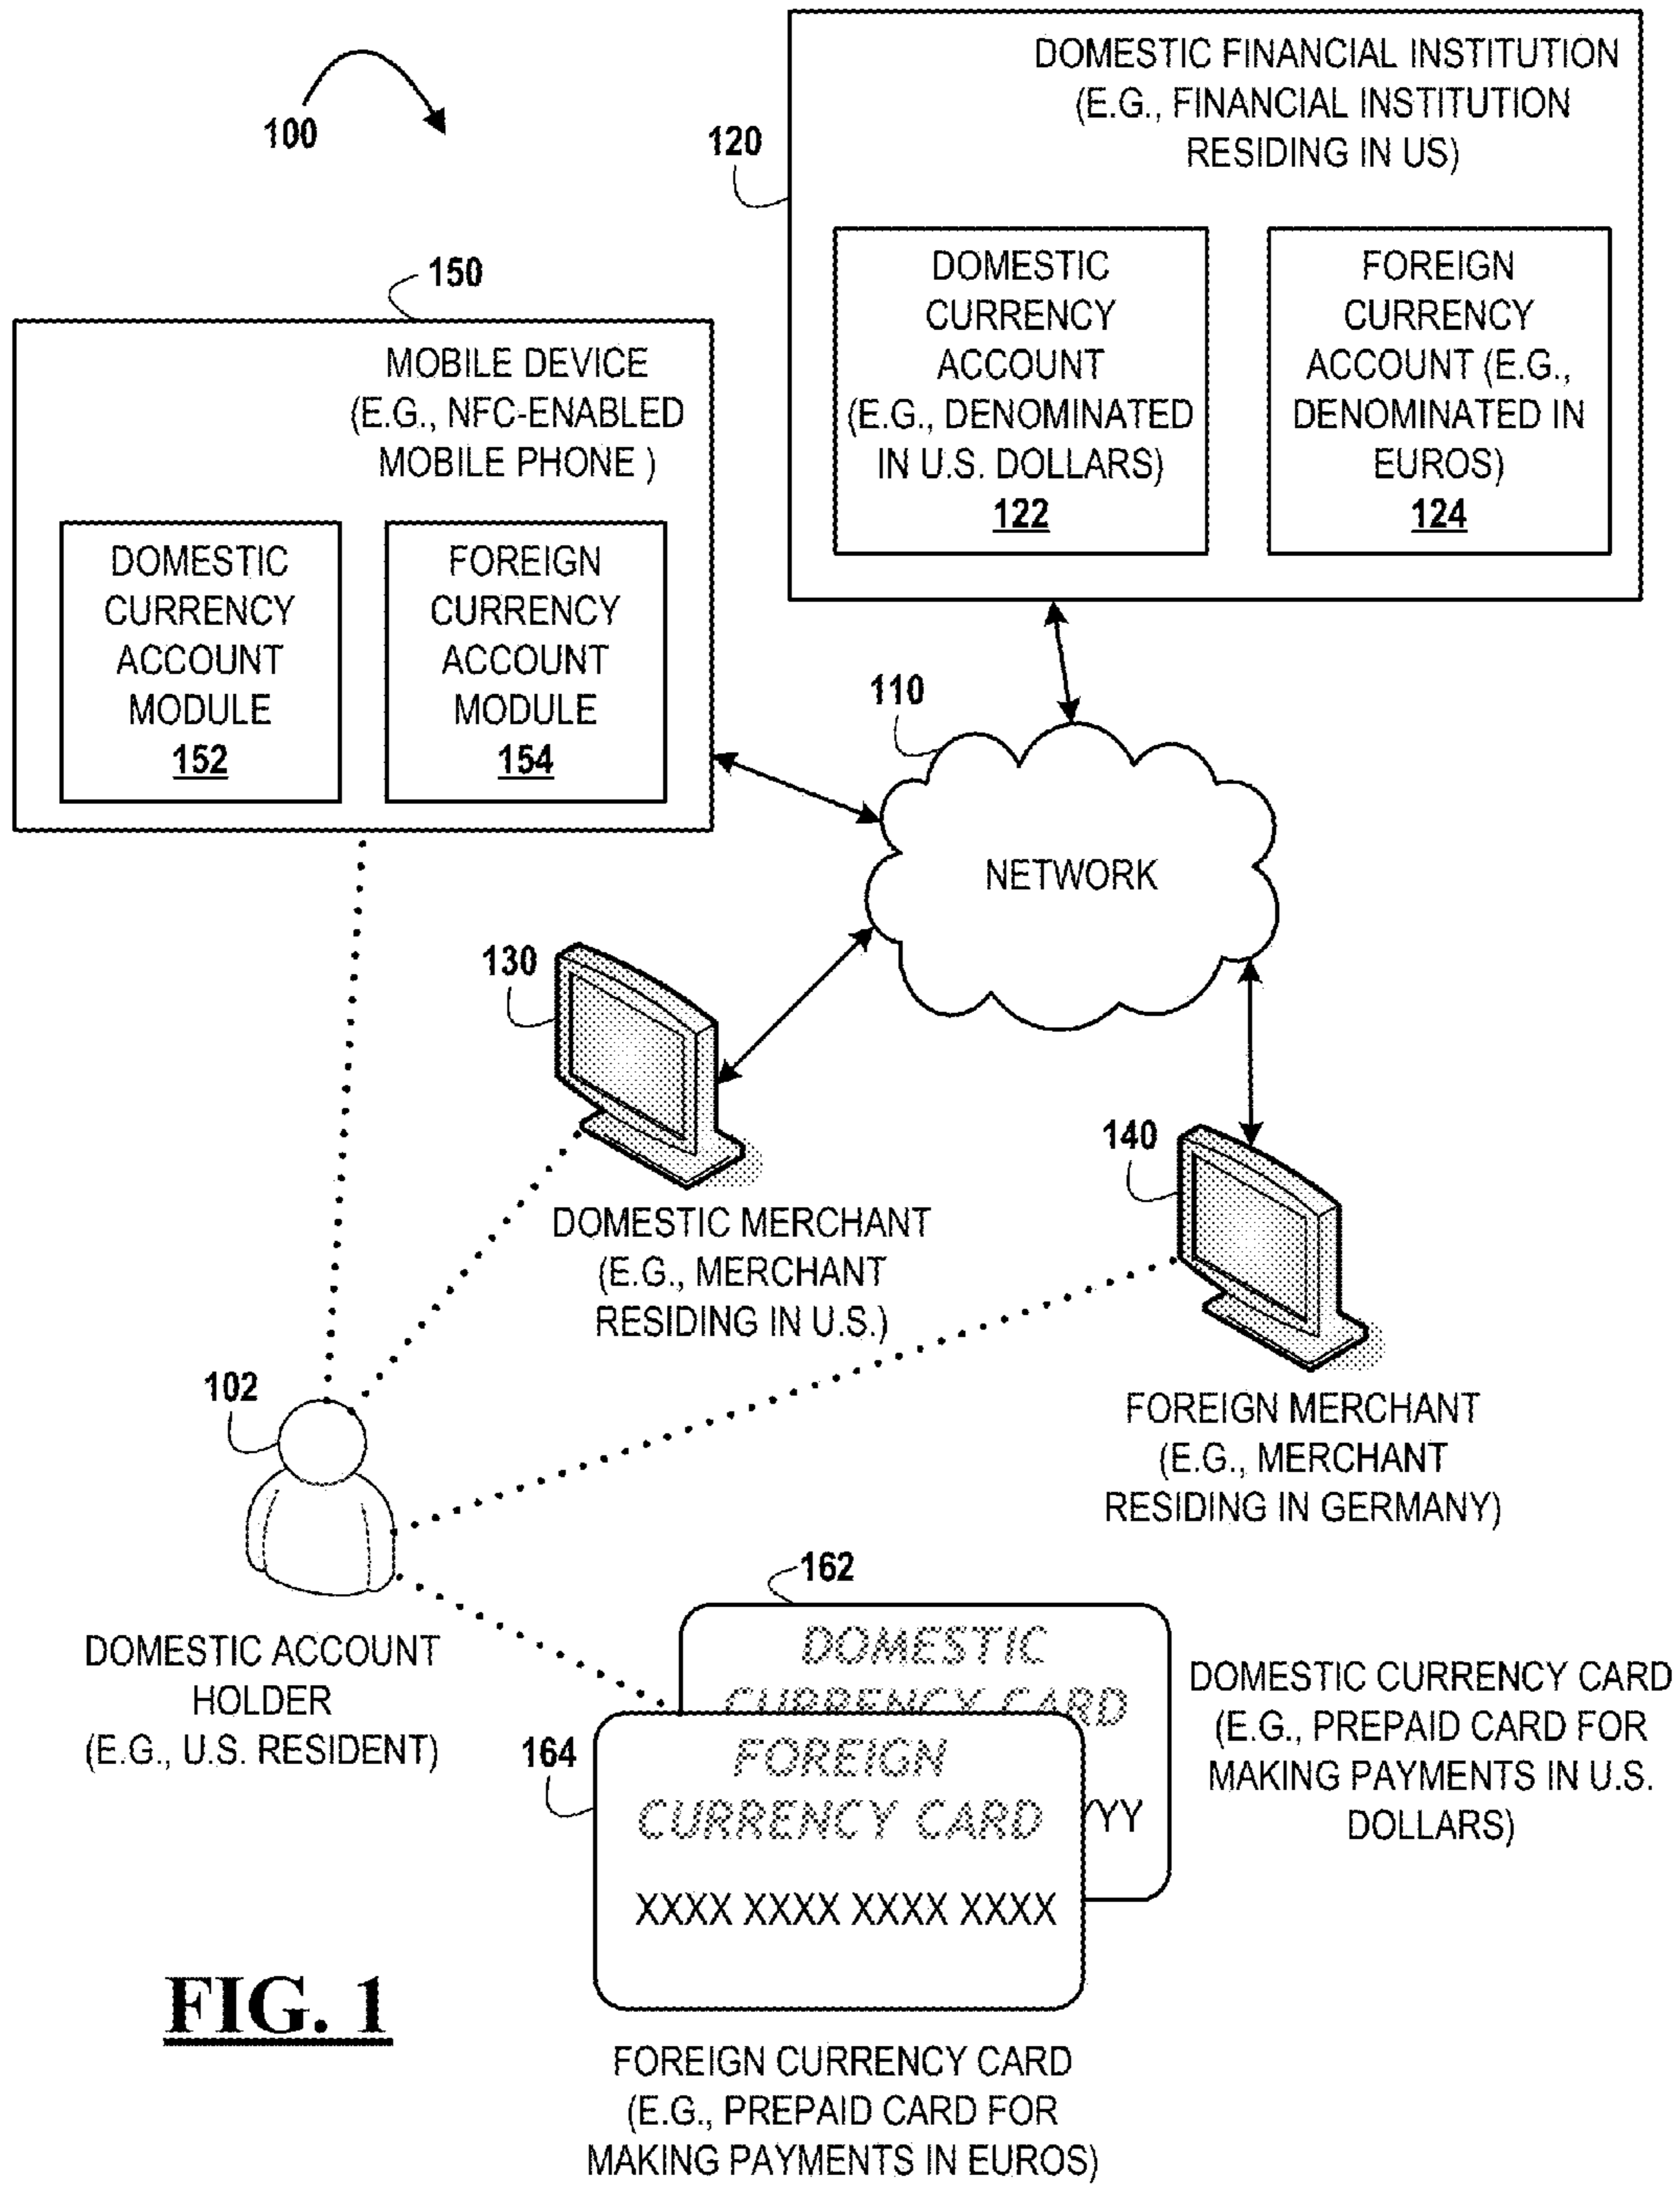 100
120
DOMESTIC FINANCIAL INSTITUTION
(E.G., FINANCIAL INSTITUTION
RESIDING IN US)
DOMESTIC
CURRENCY
ACCOUNT
(E.G., DENOMINATED
IN U.S. DOLLARS)
122
FOREIGN
CURRENCY
ACCOUNT (E.G.,
DENOMINATED IN
EUROS)
124
150
MOBILE DEVICE
(E.G., NFC-ENABLED
MOBILE PHONE )
DOMESTIC
CURRENCY
ACCOUNT
MODULE
152
FOREIGN
CURRENCY
ACCOUNT
MODULE
154
110
NETWORK
130
DOMESTIC MERCHANT
(E.G., MERCHANT
RESIDING IN U.S.)
140
FOREIGN MERCHANT
(E.G., MERCHANT
RESIDING IN GERMANY)
102
DOMESTIC ACCOUNT
HOLDER
(E.G., U.S. RESIDENT)
162
DOMESTIC
CURRENCY CARD
YYY
DOMESTIC CURRENCY CARD
(E.G., PREPAID CARD FOR
MAKING PAYMENTS IN U.S.
DOLLARS)
164
FOREIGN
CURRENCY CARD
XXXX XXXX XXXX XXXX
FOREIGN CURRENCY CARD
(E.G., PREPAID CARD FOR
MAKING PAYMENTS IN EUROS)
FIG. 1